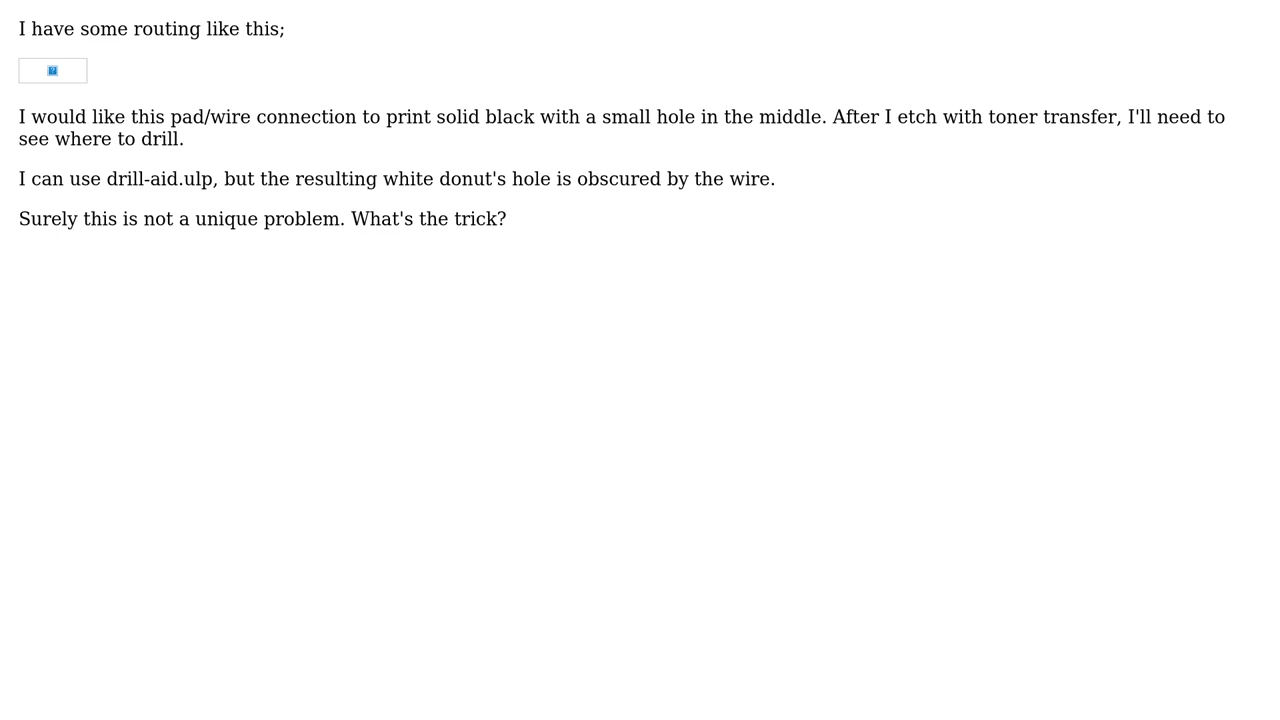 I have some routing like this;
I would like this pad/wire connection to print solid black with a small hole in the middle. After I etch with toner transfer, I'll need to
see where to drill.
I can use drill-aid.ulp, but the resulting white donut's hole is obscured by the wire.
Surely this is not a unique problem. What's the trick?